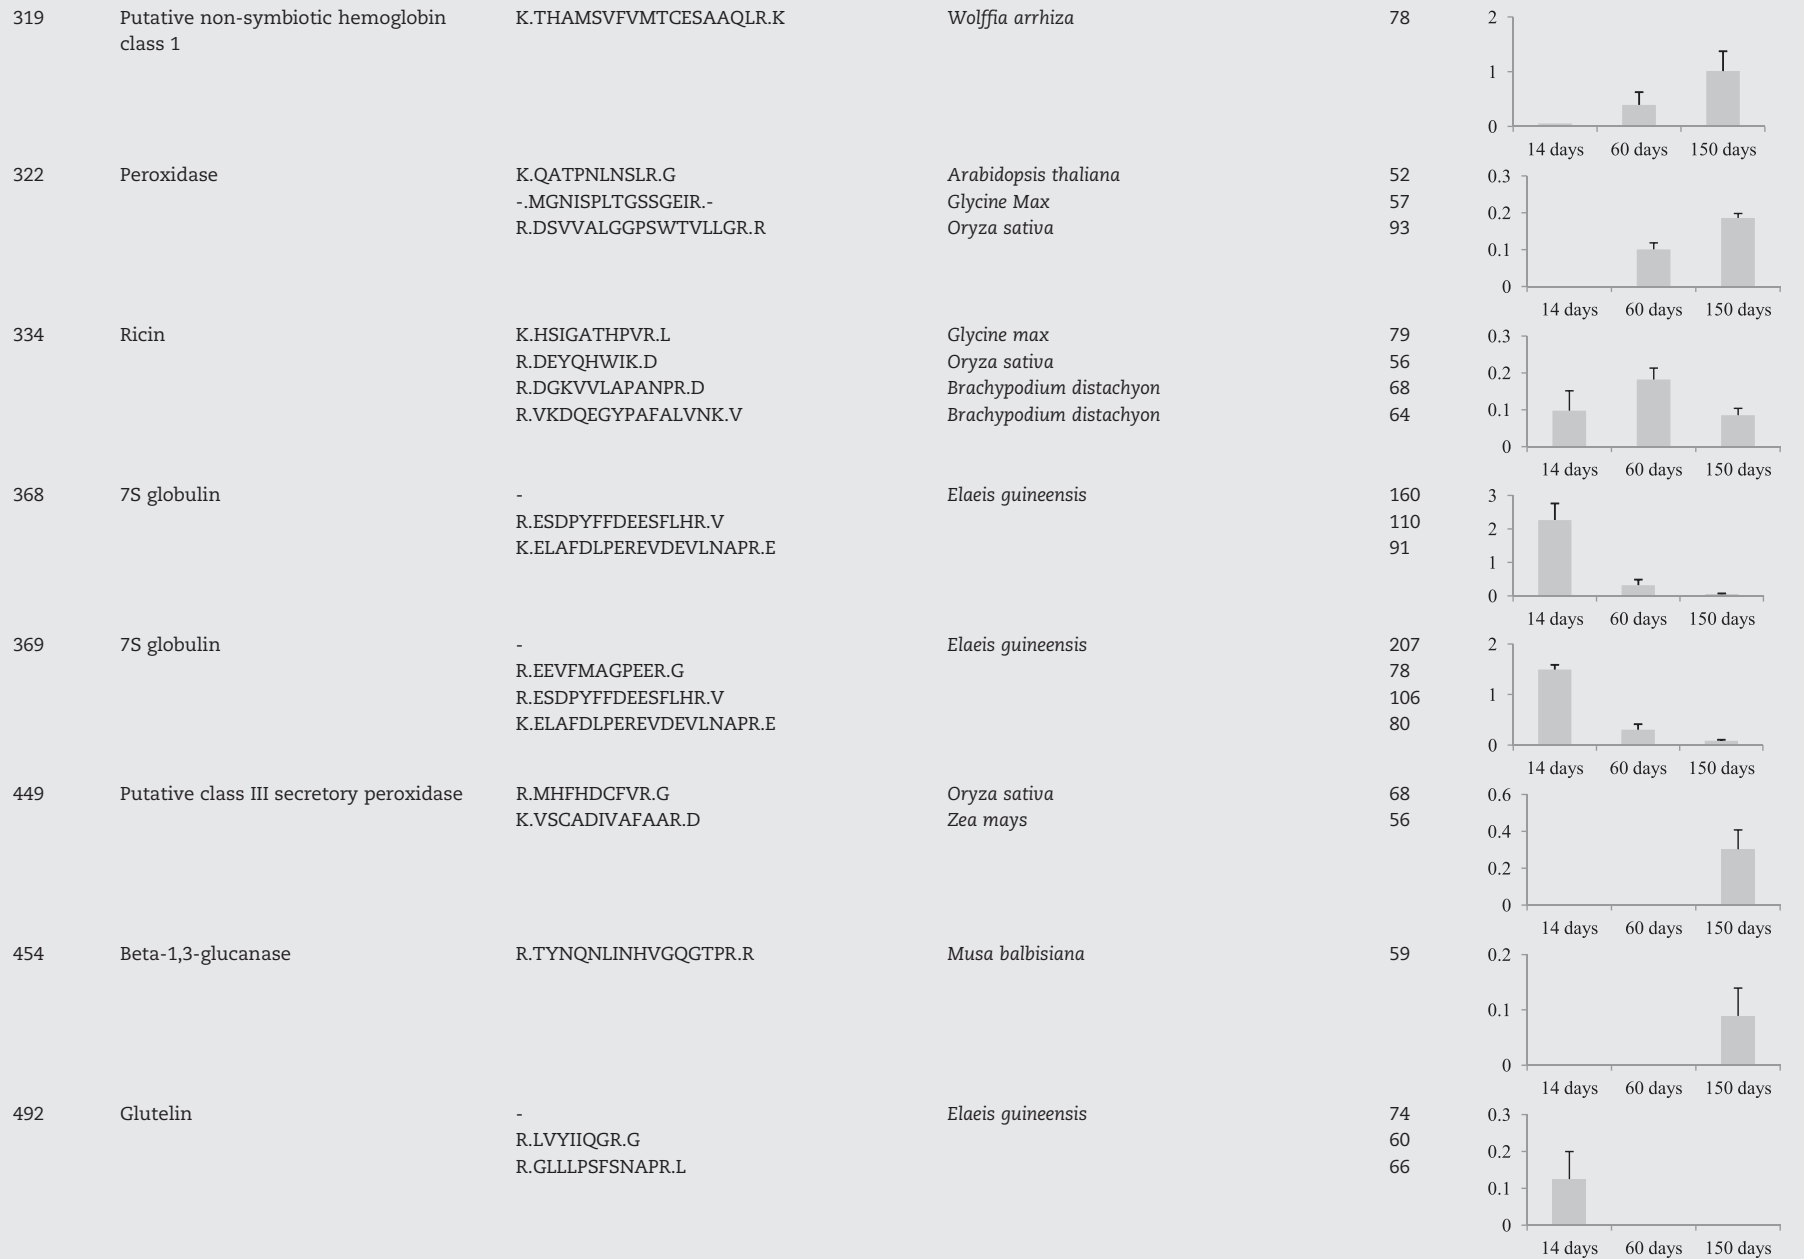 319 Putative non-symbiotic hemoglobin K.THAMSVFVMTCESAAQLR.K Wolffia arrhiza 78
class 1
2
1
0
14 days 60 days 150 days
322 Peroxidase K.QATPNLNSLR.G Arabidopsis thaliana 52
-.MGNISPLTGSSGEIR.- Glycine Max 57
R.DSVVALGGPSWTVLLGR.R Oryza sativa 93
0.3
0.2
0.1
0
14 days 60 days 150 days
334 Ricin K.HSIGATHPVR.L Glycine max 79
R.DEYQHWIK.D Oryza sativa 56
R.DGKVVLAPANPR.D Brachypodium distachyon 68
R.VKDQEGYPAFALVNK.V Brachypodium distachyon 64
0.3
0.2
0.1
0
14 days 60 days 150 days
368 7S globulin - Elaeis guineensis 160
R.ESDPYFFDEESFLHR.V 110
K.ELAFDLPEREVDEVLNAPR.E 91
3
2
1
0
14 days 60 days 150 days
369 7S globulin - Elaeis guineensis 207
R.EEVFMAGPEER.G 78
R.ESDPYFFDEESFLHR.V 106
K.ELAFDLPEREVDEVLNAPR.E 80
2
1
0
14 days 60 days 150 days
449 Putative class III secretory peroxidase R.MHFHDCFVR.G Oryza sativa 68
K.VSCADIVAFAAR.D Zea mays 56
0.6
0.4
0.2
0
14 days 60 days 150 days
454 Beta-1,3-glucanase R.TYNQNLINHVGQGTPR.R Musa balbisiana 59
0.2
0.1
0
14 days 60 days 150 days
492 Glutelin - Elaeis guineensis 74
R.LVYIIQGR.G 60
R.GLLLPSFSNAPR.L 66
0.3
0.2
0.1
0
14 days 60 days 150 days